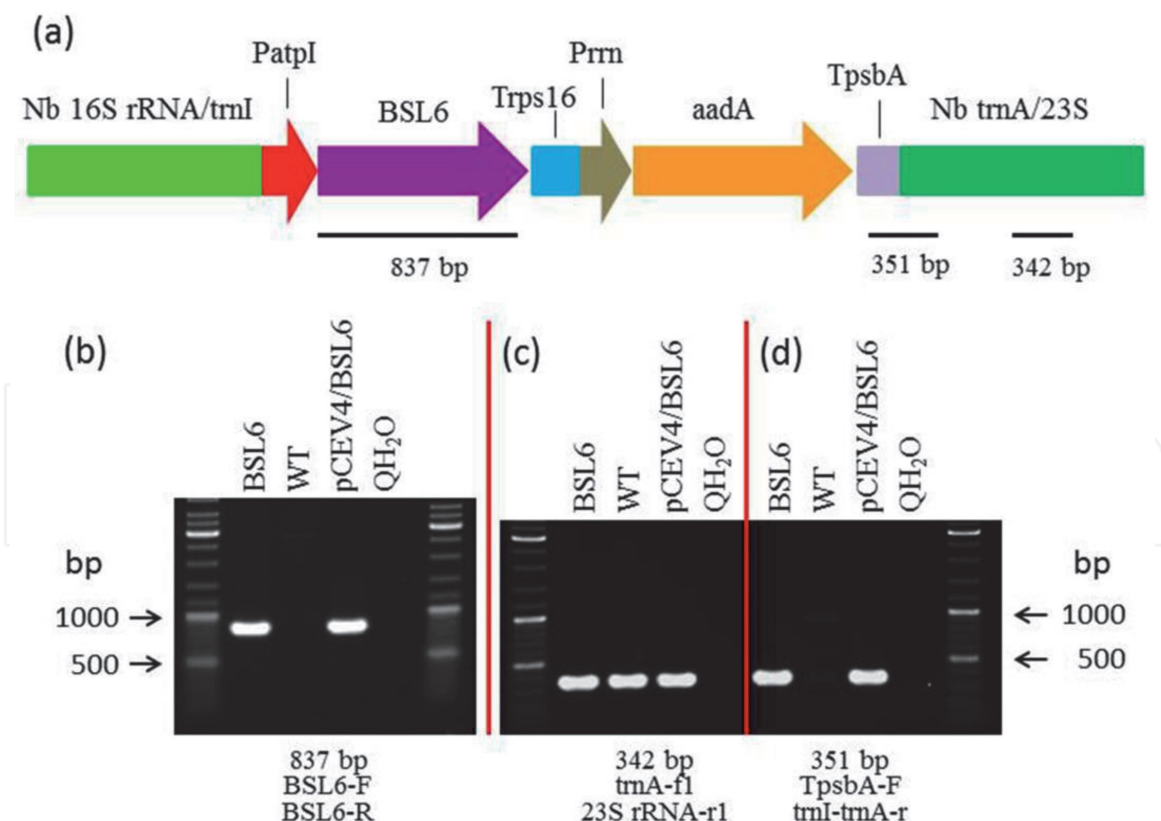 (a)
PatpI
Prrn
TpsbA
Nb 16S rRNA/trnI
BSL6
Trps16
aadA
Nb trnA/23S
837 bp
351 bp
342 bp
(b)
BSL6
WT
pCEV4/BSL6
QH₂O
(c)
BSL6
WT
pCEV4/BSL6
QH₂O
(d)
BSL6
WT
pCEV4/BSL6
QH₂O
bp
1000 →
500 →
bp
← 1000
← 500
837 bp
BSL6-F
BSL6-R
342 bp
trnA-f1
23S rRNA-r1
351 bp
TpsbA-F
trnI-trnA-r